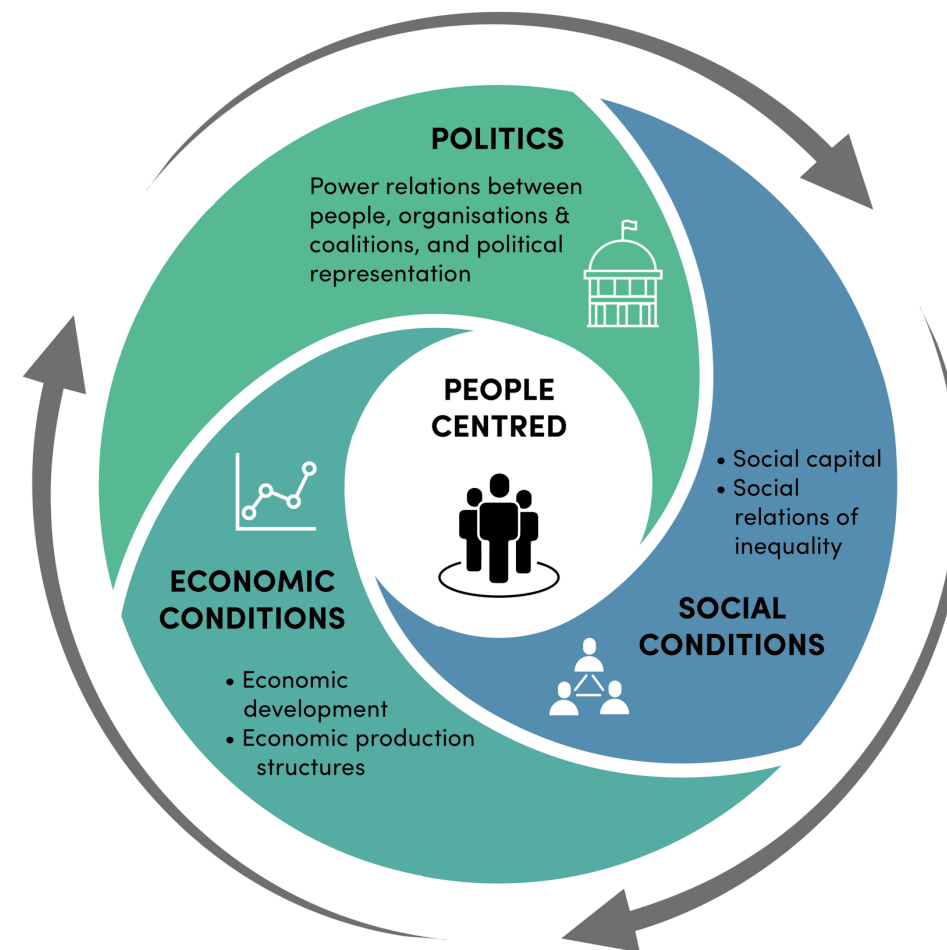 POLITICS
Power relations between
people, organisations &
coalitions, and political
representation
PEOPLE
CENTRED
• Social capital
• Social
relations of
inequality
SOCIAL
CONDITIONS
ECONOMIC
CONDITIONS
• Economic
development
• Economic production
structures